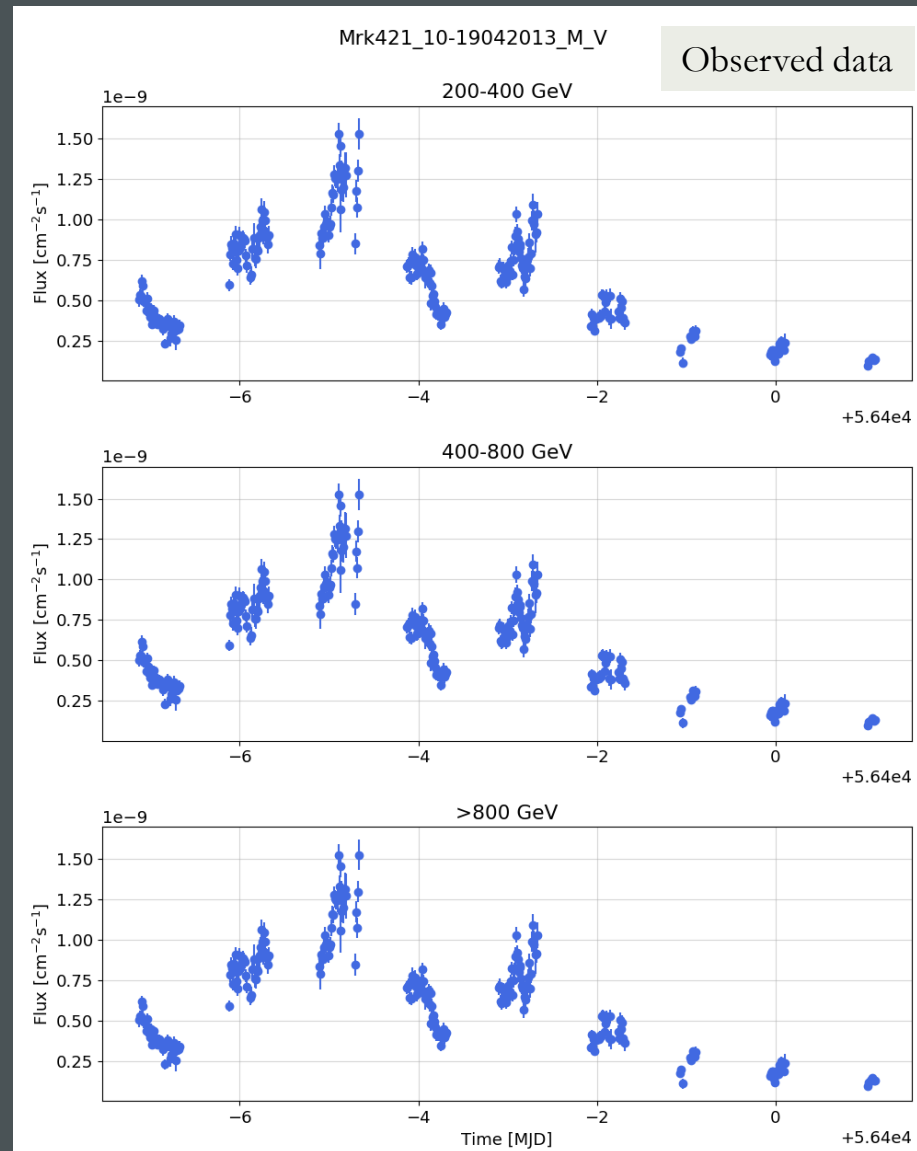 Mrk421_10-19042013_M_V
Observed data
200-400 GeV
1e−9
1.50
1.25
1.00
0.75
0.50
0.25
Flux [cm⁻²s⁻¹]
−6 −4 −2 0
+5.64e4
400-800 GeV
1e−9
1.50
1.25
1.00
0.75
0.50
0.25
Flux [cm⁻²s⁻¹]
−6 −4 −2 0
+5.64e4
>800 GeV
1e−9
1.50
1.25
1.00
0.75
0.50
0.25
Flux [cm⁻²s⁻¹]
−6 −4 −2 0
Time [MJD]
+5.64e4